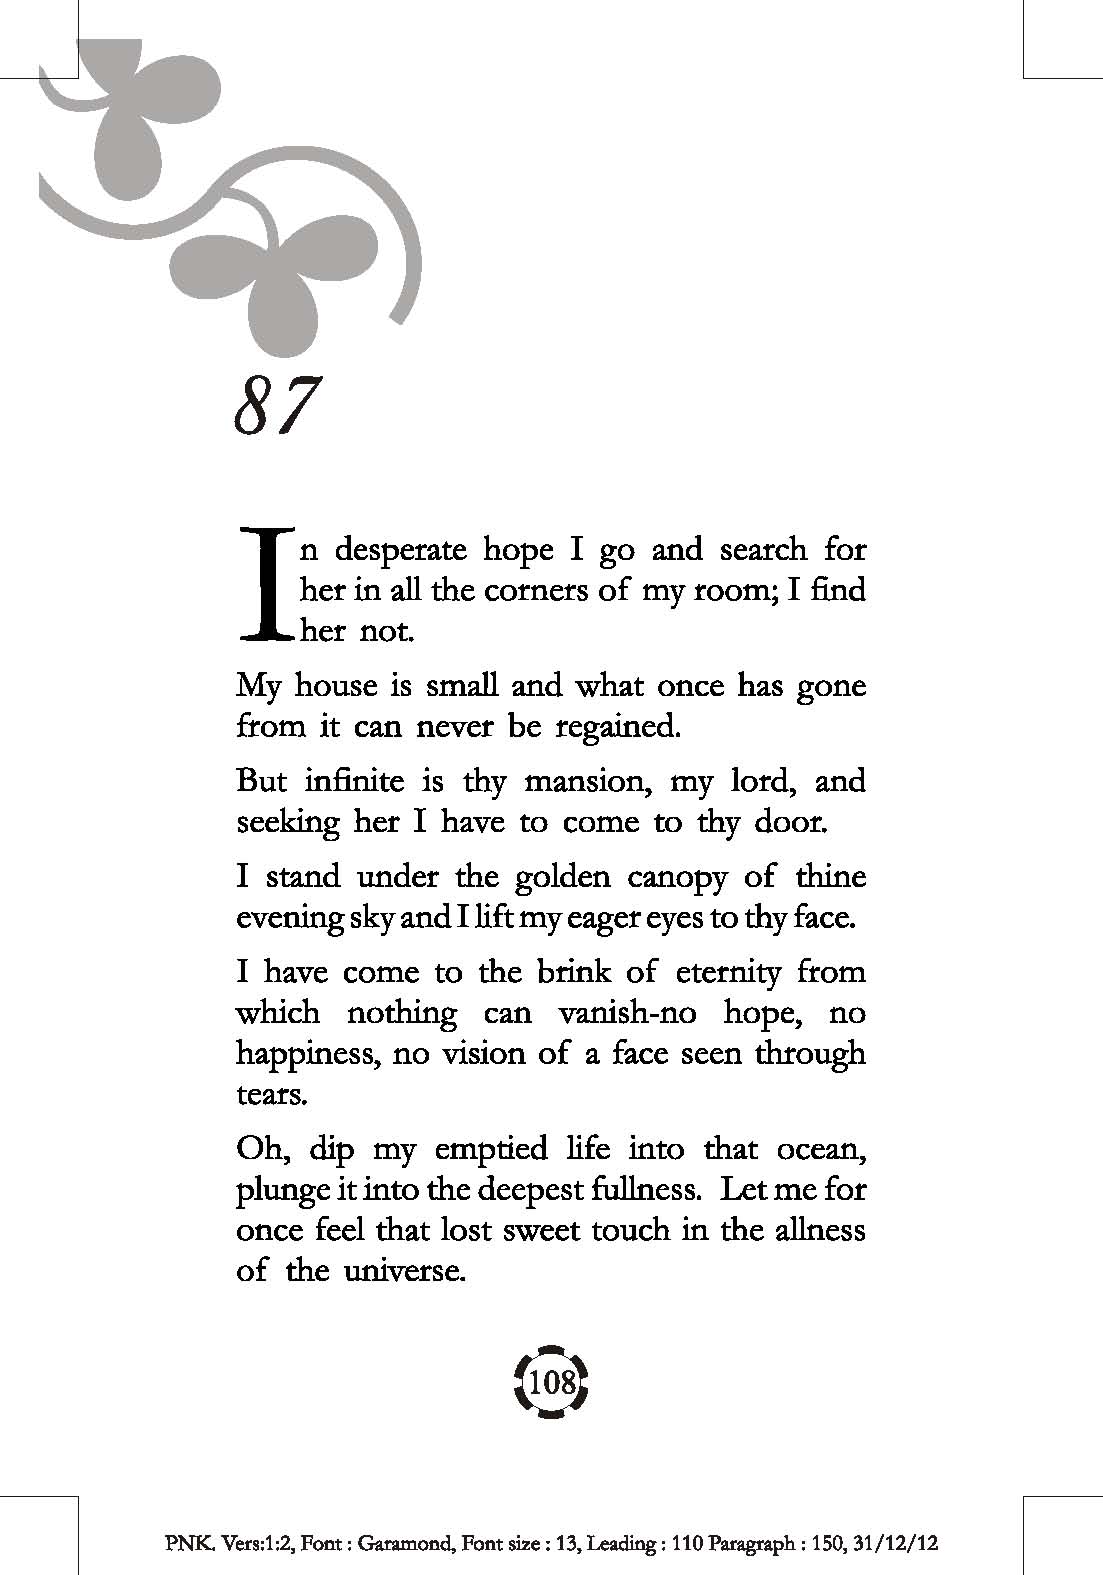 87
In desperate hope I go and search for
her in all the corners of my room; I find
her not.
My house is small and what once has gone
from it can never be regained.
But infinite is thy mansion, my lord, and
seeking her I have to come to thy door.
I stand under the golden canopy of thine
evening sky and I lift my eager eyes to thy face.
I have come to the brink of eternity from
which nothing can vanish-no hope, no
happiness, no vision of a face seen through
tears.
Oh, dip my emptied life into that ocean,
plunge it into the deepest fullness. Let me for
once feel that lost sweet touch in the allness
of the universe.
108
PNK. Vers:1:2, Font : Garamond, Font size : 13, Leading : 110 Paragraph : 150, 31/12/12